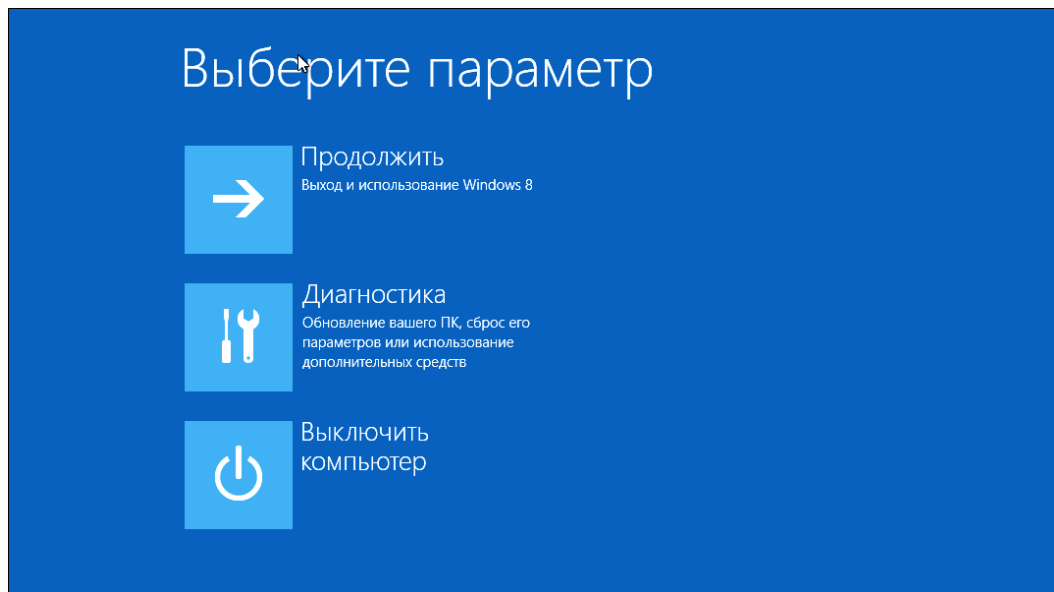 Выберите параметр
Продолжить
Выход и использование Windows 8
Диагностика
Обновление вашего ПК, сброс его
параметров или использование
дополнительных средств
Выключить
компьютер